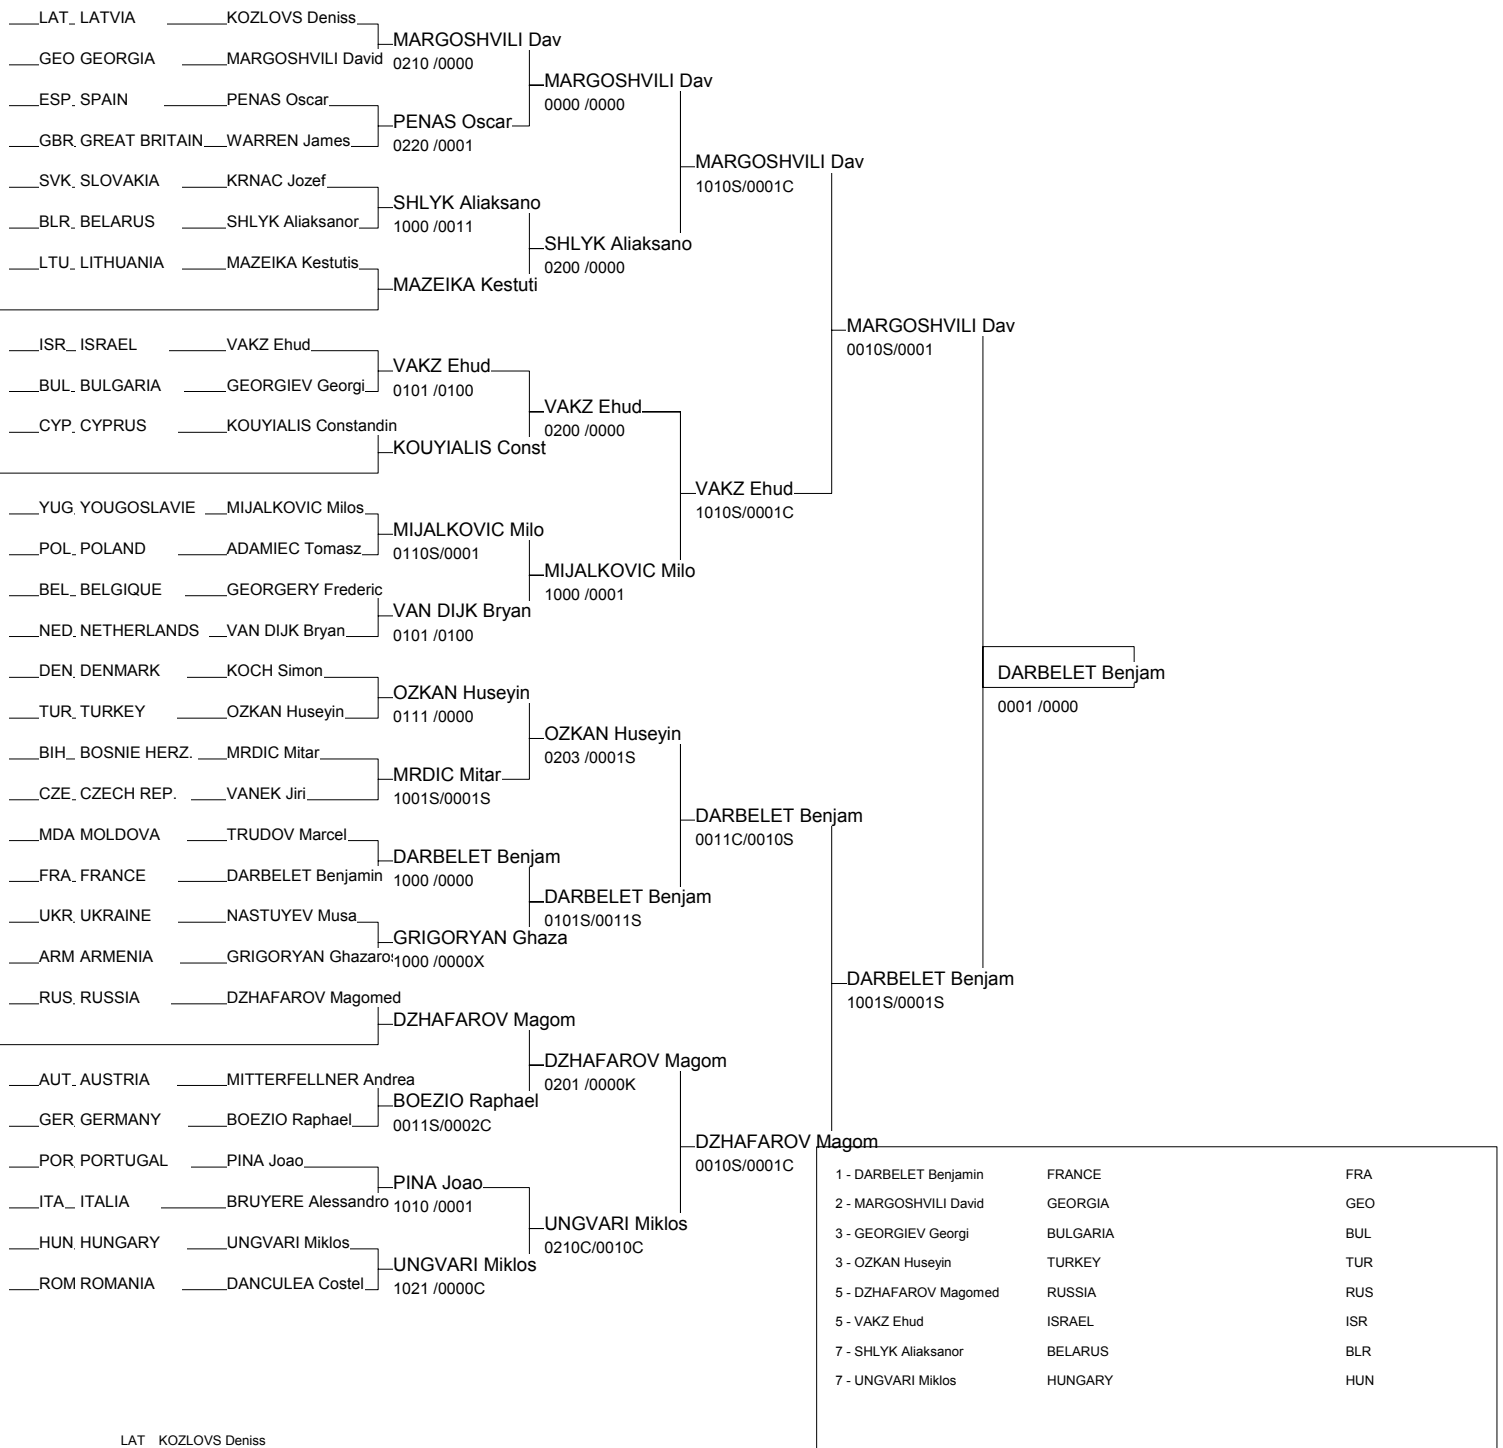 LAT LATVIA KOZLOVS Deniss
MARGOSHVILI Dav
GEO GEORGIA MARGOSHVILI David 0210 /0000
MARGOSHVILI Dav
ESP SPAIN PENAS Oscar 0000 /0000
PENAS Oscar
GBR GREAT BRITAIN WARREN James 0220 /0001
MARGOSHVILI Dav
SVK SLOVAKIA KRNAC Jozef 1010S/0001C
SHLYK Aliaksano
BLR BELARUS SHLYK Aliaksanor 1000 /0011
SHLYK Aliaksano
LTU LITHUANIA MAZEIKA Kestutis 0200 /0000
MAZEIKA Kestuti
MARGOSHVILI Dav
ISR ISRAEL VAKZ Ehud 0010S/0001
VAKZ Ehud
BUL BULGARIA GEORGIEV Georgi 0101 /0100
VAKZ Ehud
CYP CYPRUS KOUYIALIS Constandin 0200 /0000
KOUYIALIS Const
VAKZ Ehud
YUG YOUGOSLAVIE MIJALKOVIC Milos 1010S/0001C
MIJALKOVIC Milo
POL POLAND ADAMIEC Tomasz 0110S/0001
MIJALKOVIC Milo
BEL BELGIQUE GEORGERY Frederic 1000 /0001
VAN DIJK Bryan
NED NETHERLANDS VAN DIJK Bryan 0101 /0100
DEN DENMARK KOCH Simon DARBELET Benjam
OZKAN Huseyin
TUR TURKEY OZKAN Huseyin 0111 /0000 0001 /0000
OZKAN Huseyin
BIH BOSNIE HERZ. MRDIC Mitar 0203 /0001S
MRDIC Mitar
CZE CZECH REP. VANEK Jiri 1001S/0001S
DARBELET Benjam
MDA MOLDOVA TRUDOV Marcel 0011C/0010S
DARBELET Benjam
FRA FRANCE DARBELET Benjamin 1000 /0000
DARBELET Benjam
UKR UKRAINE NASTUYEV Musa 0101S/0011S
GRIGORYAN Ghaza
ARM ARMENIA GRIGORYAN Ghazaros 1000 /0000X
DARBELET Benjam
RUS RUSSIA DZHAFAROV Magomed 1001S/0001S
DZHAFAROV Magom
DZHAFAROV Magom
AUT AUSTRIA MITTERFELLNER Andrea 0201 /0000K
BOEZIO Raphael
GER GERMANY BOEZIO Raphael 0011S/0002C
DZHAFAROV Magom
POR PORTUGAL PINA Joao 0010S/0001C
PINA Joao
ITA ITALIA BRUYERE Alessandro 1010 /0001
UNGVARI Miklos
HUN HUNGARY UNGVARI Miklos 0210C/0010C
UNGVARI Miklos
ROM ROMANIA DANCULEA Costel 1021 /0000C
1 - DARBELET Benjamin FRANCE FRA
2 - MARGOSHVILI David GEORGIA GEO
3 - GEORGIEV Georgi BULGARIA BUL
3 - OZKAN Huseyin TURKEY TUR
5 - DZHAFAROV Magomed RUSSIA RUS
5 - VAKZ Ehud ISRAEL ISR
7 - SHLYK Aliaksanor BELARUS BLR
7 - UNGVARI Miklos HUNGARY HUN
LAT KOZLOVS Deniss